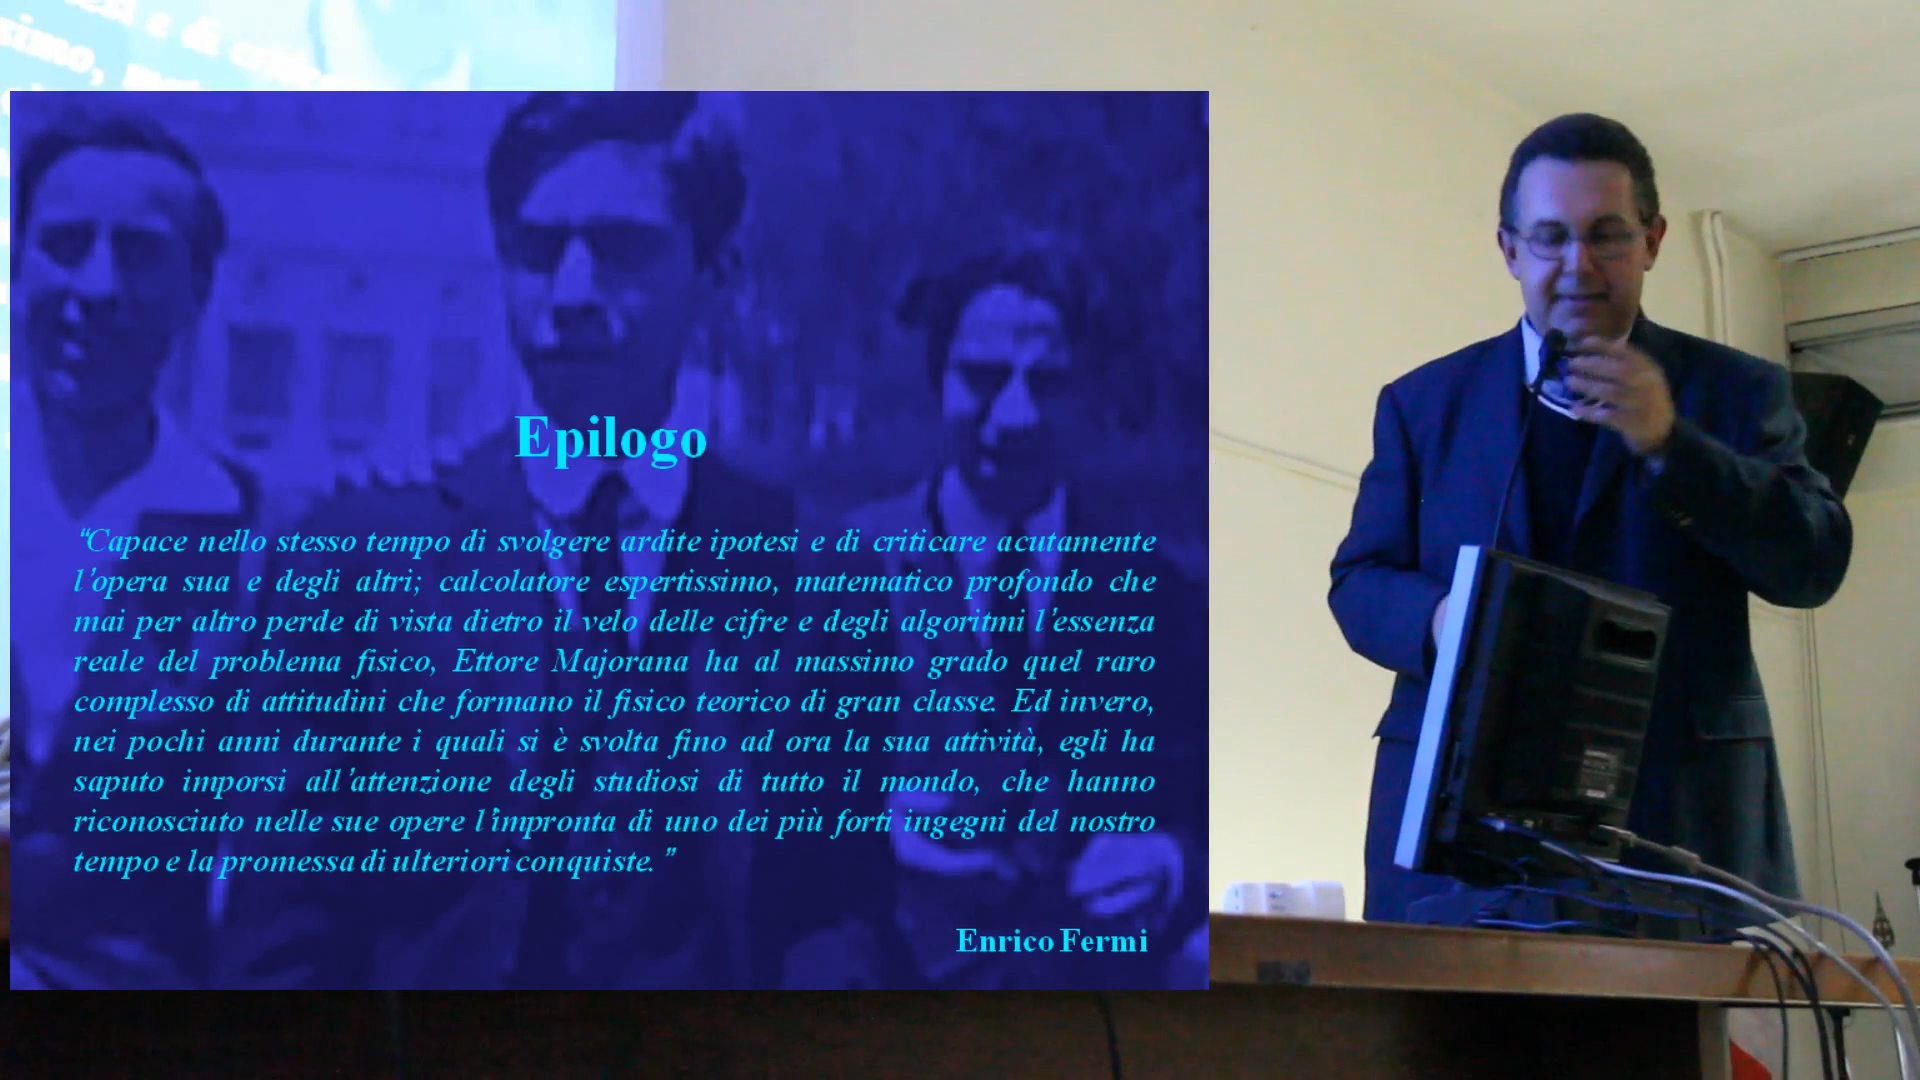 simo,
Epilogo
“Capace nello stesso tempo di svolgere ardite ipotesi e di criticare acutamente
l’opera sua e degli altri; calcolatore espertissimo, matematico profondo che
mai per altro perde di vista dietro il velo delle cifre e degli algoritmi l’essenza
reale del problema fisico, Ettore Majorana ha al massimo grado quel raro
complesso di attitudini che formano il fisico teorico di gran classe. Ed invero,
nei pochi anni durante i quali si è svolta fino ad ora la sua attività, egli ha
saputo imporsi all’attenzione degli studiosi di tutto il mondo, che hanno
riconosciuto nelle sue opere l’impronta di uno dei più forti ingegni del nostro
tempo e la promessa di ulteriori conquiste.”
Enrico Fermi